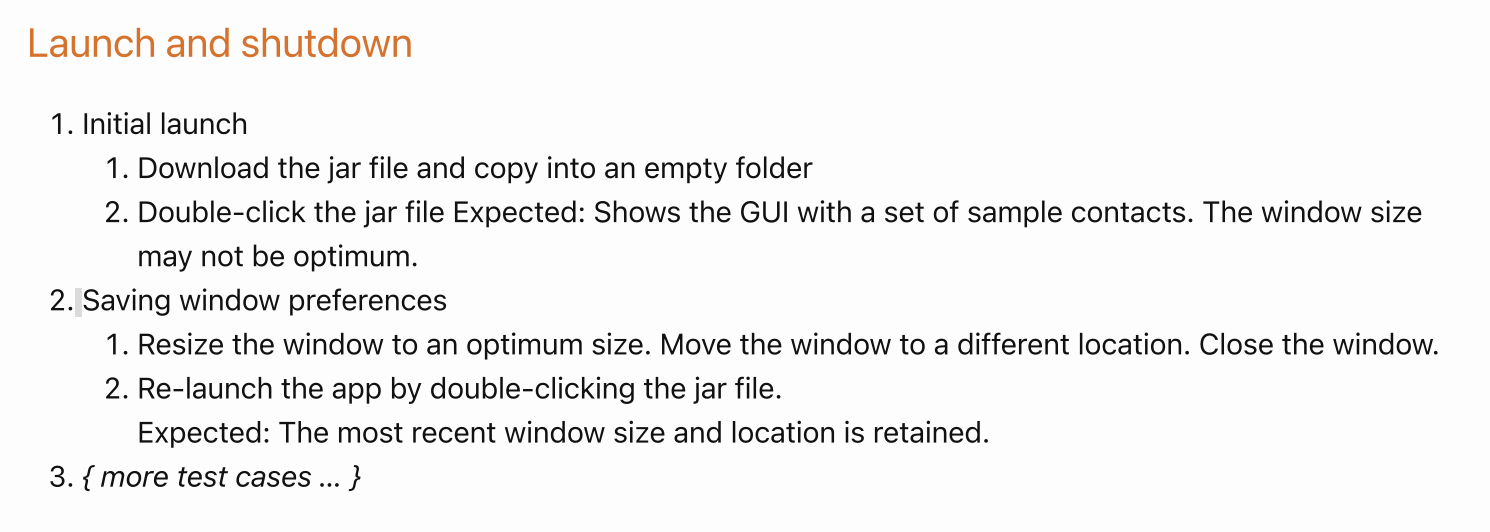 Launch and shutdown
1. Initial launch
1. Download the jar file and copy into an empty folder
2. Double-click the jar file Expected: Shows the GUI with a set of sample contacts. The window size
may not be optimum.
2. Saving window preferences
1. Resize the window to an optimum size. Move the window to a different location. Close the window.
2. Re-launch the app by double-clicking the jar file.
Expected: The most recent window size and location is retained.
3. { more test cases … }